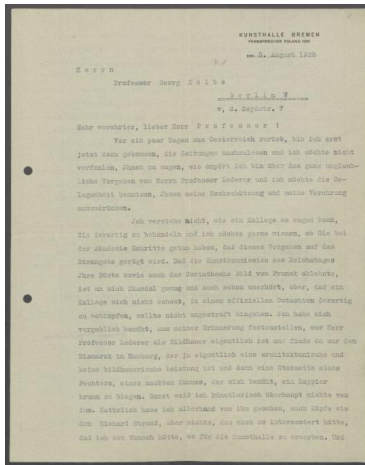 KUNSTHALLE BREMEN
FERNSPRECHER ROLAND 1920
DEN 3. August 1925
Herrn
Professor Georg Kolbe
Berlin W
v. d. Heydtstr. 7
Sehr verehrter, lieber Herr Professor!
Vor ein paar Tagen aus Oesterreich zurück, bin ich erst
jetzt dazu gekommen, die Zeitungen nachzulesen und ich möchte nicht
verfehlen, Ihnen zu sagen, wie empört ich bin über das ganz unglaub-
liche Vorgehen von Herrn Professor Lederer und ich möchte die Ge-
legenheit benutzen, Ihnen meine Hochschätzung und meine Verehrung
auszudrücken.
Ich verstehe nicht, wie ein Kollege es wagen kann,
Sie derartig zu behandeln und ich möchte gerne wissen, ob Sie bei
der Akademie Schritte getan haben, das dieses Vorgehen auf das
Strengste gerügt wird. Daß die Kunstkommission des Reichstages
Ihre Büste sowie auch das Corinthsche Bild von ablehnte,
ist an sich Skandal genug und auch schon unerhört, aber, daß ein
Kollege sich nicht scheut, in einem offiziellen Gutachten derartig
zu schimpfen, sollte nicht ungestraft hingehen. Ich habe mich
vergeblich bemüht, aus meiner Erinnerung festzustellen, wer Herr
Professor Lederer als Bildhauer eigentlich ist und finde da nur den
Bismarck in Hamburg, der ja eigentlich eine architektonische und
keine bildhauerische Leistung ist und dann eine Statuette eines
Fechters, eines nackten Mannes, der sich bemüht, ein Rappier
krumm zu biegen. Sonst weiß ich künstlerisch überhaupt nichts von
ihm. Natürlich habe ich allerhand von ihm gesehen, auch Köpfe wie
den Richard Strauß, aber nichts, das mich so interessiert hätte,
daß ich den Wunsch hätte, es für die Kunsthalle zu erwerben. Und